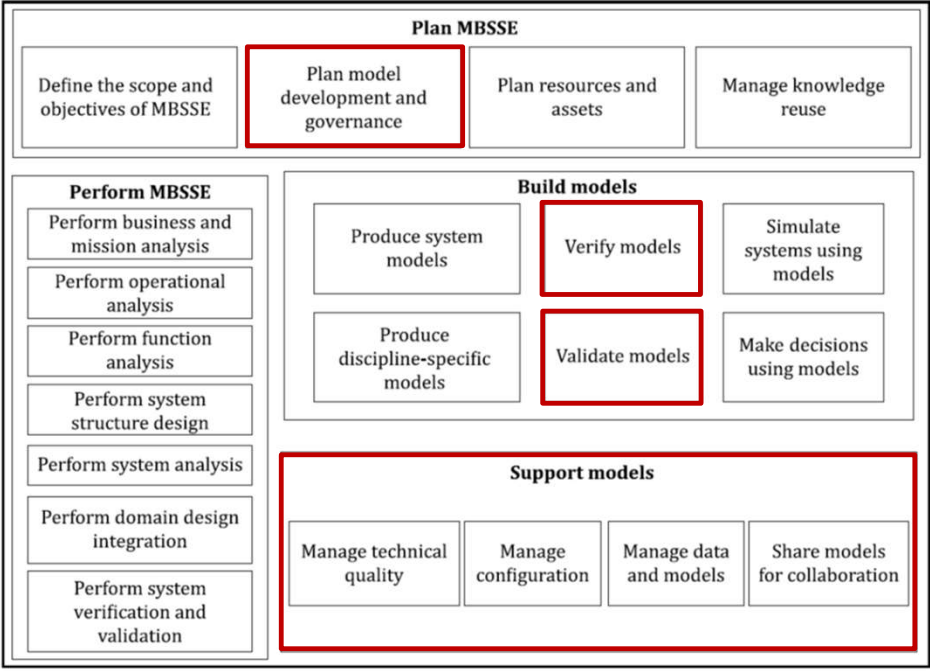 Plan MBSSE
Define the scope and
objectives of MBSSE
Plan model
development and
governance
Plan resources and
assets
Manage knowledge
reuse
Perform MBSSE
Perform business and
mission analysis
Perform operational
analysis
Perform function
analysis
Perform system
structure design
Perform system analysis
Perform domain design
integration
Perform system
verification and
validation
Build models
Produce system
models
Verify models
Simulate
systems using
models
Produce
discipline-specific
models
Validate models
Make decisions
using models
Support models
Manage technical
quality
Manage
configuration
Manage data
and models
Share models
for collaboration